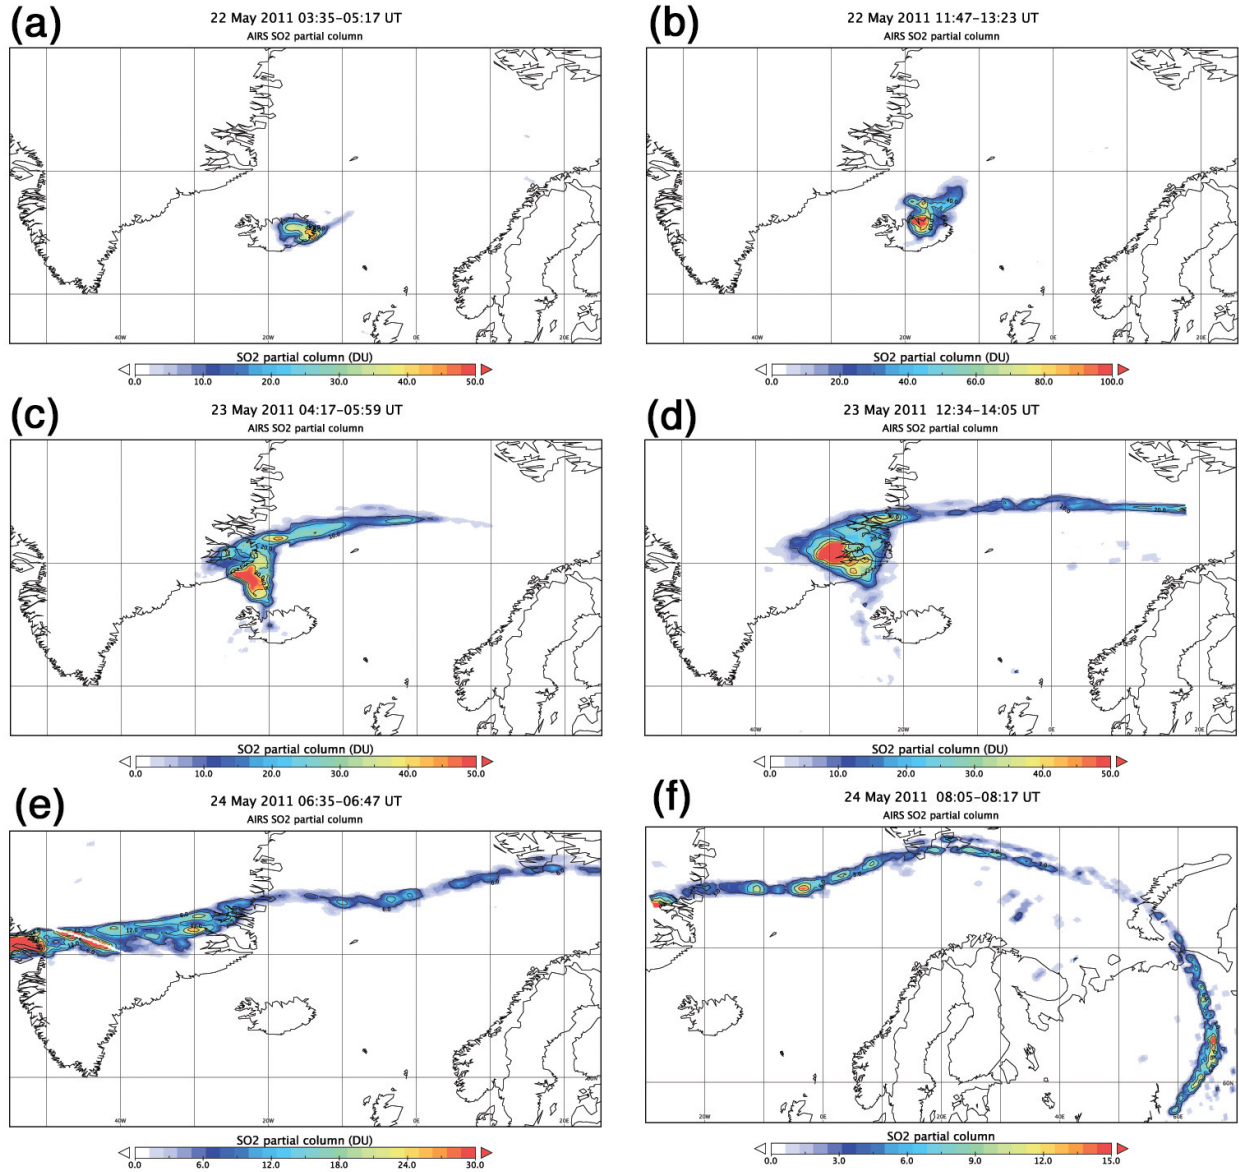 (a)
22 May 2011 03:35-05:17 UT
AIRS SO2 partial column
40W 20W 0E 20E
SO2 partial column (DU)
0.0 10.0 20.0 30.0 40.0 50.0
(b)
22 May 2011 11:47-13:23 UT
AIRS SO2 partial column
40W 20W 0E 20E
SO2 partial column (DU)
0.0 20.0 40.0 60.0 80.0 100.0
(c)
23 May 2011 04:17-05:59 UT
AIRS SO2 partial column
SO2 partial column (DU)
0.0 10.0 20.0 30.0 40.0 50.0
(d)
23 May 2011 12:34-14:05 UT
AIRS SO2 partial column
40W 20W 0E 20E
SO2 partial column (DU)
0.0 10.0 20.0 30.0 40.0 50.0
(e)
24 May 2011 06:35-06:47 UT
AIRS SO2 partial column
40W 20W 0E 20E
SO2 partial column (DU)
0.0 6.0 12.0 18.0 24.0 30.0
(f)
24 May 2011 08:05-08:17 UT
AIRS SO2 partial column
60N
20W 0E 20E 40E 60E
SO2 partial column
0.0 3.0 6.0 9.0 12.0 15.0